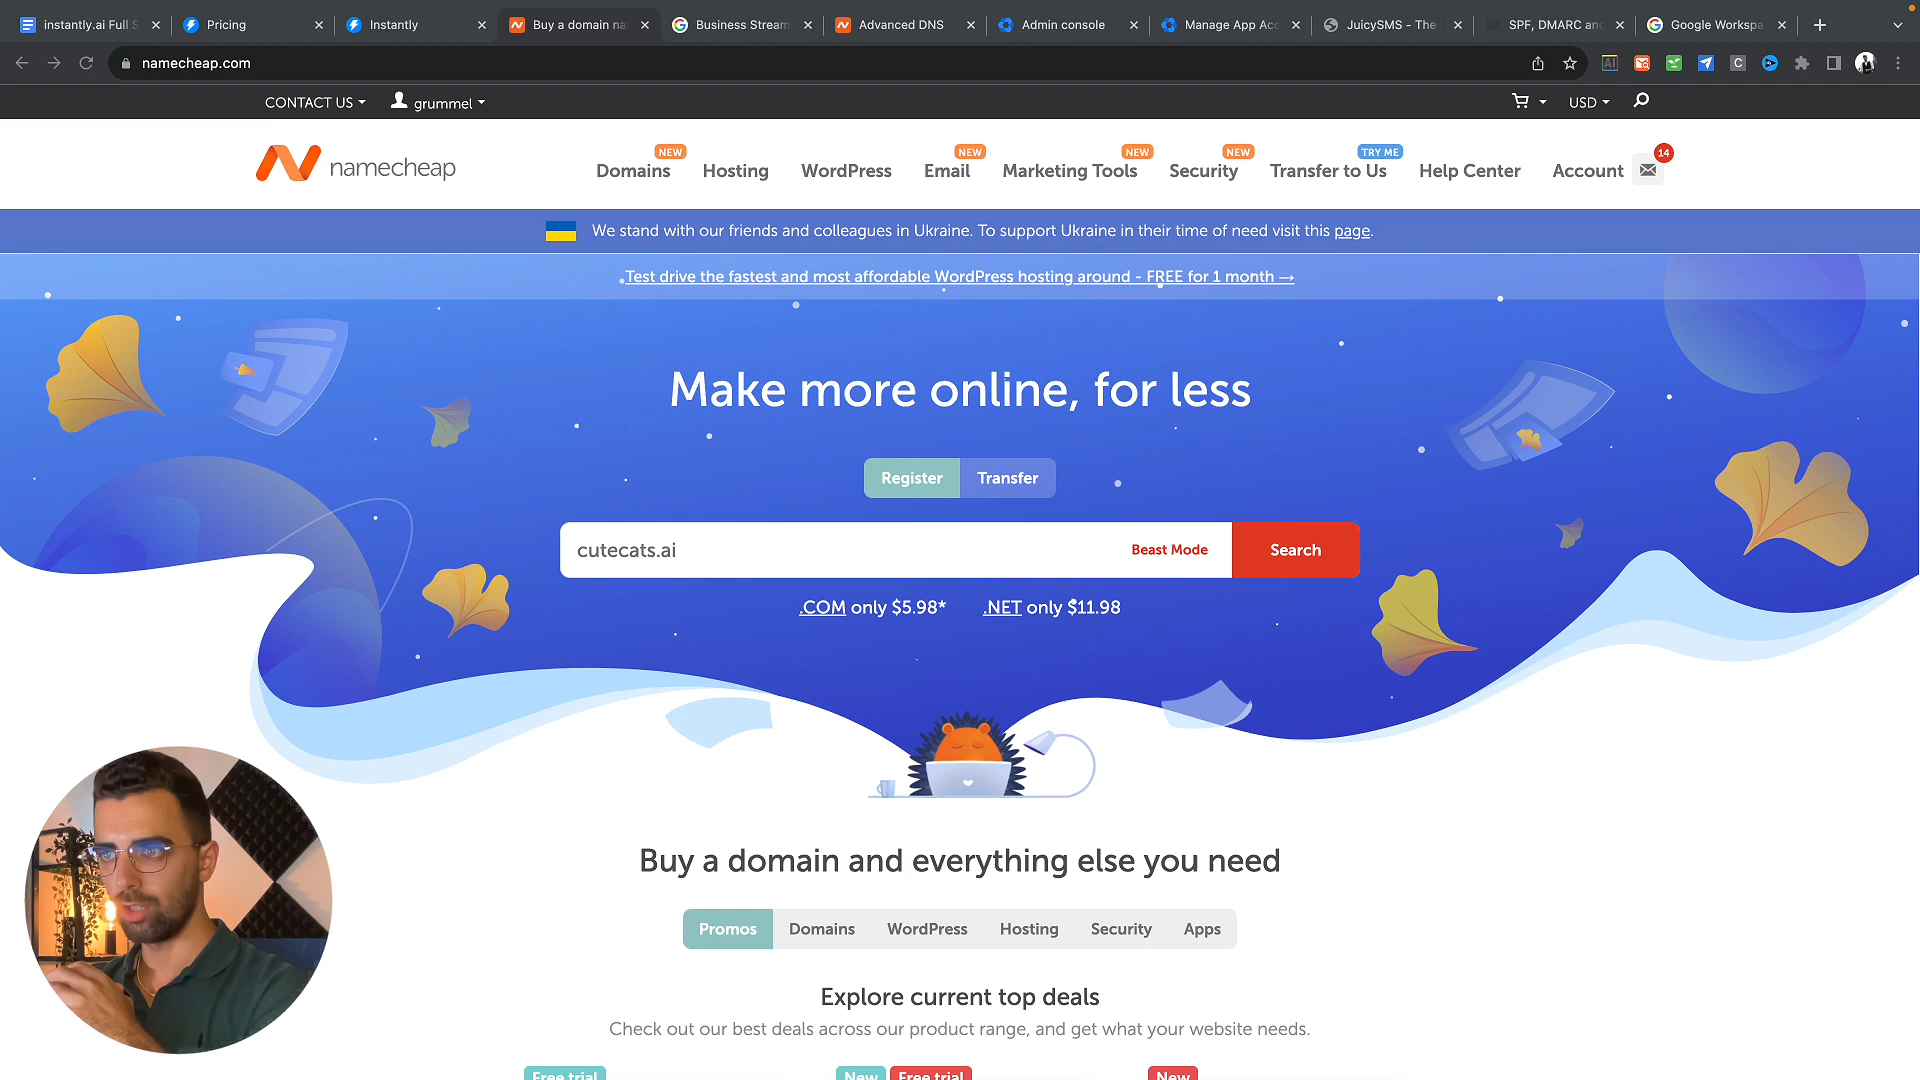 instantly.ai Full S
Pricing
Instantly
Buy a domain na
Business Stream
Advanced DNS
Admin console
Manage App Acc
JuicySMS - The
SPF, DMARC an
Google Workspa
namecheap.com
CONTACT US
grummel
USD
namecheap
NEW
NEW
NEW
NEW
TRY ME
14
Domains
Hosting
WordPress
Email
Marketing Tools
Security
Transfer to Us
Help Center
Account
We stand with our friends and colleagues in Ukraine. To support Ukraine in their time of need visit this page.
Test drive the fastest and most affordable WordPress hosting around - FREE for 1 month →
Make more online, for less
Register
Transfer
cutecats.ai
Beast Mode
Search
.COM only $5.98*
.NET only $11.98
Buy a domain and everything else you need
Promos
Domains
WordPress
Hosting
Security
Apps
Explore current top deals
Check out our best deals across our product range, and get what your website needs.
Free trial
New
Free trial
New